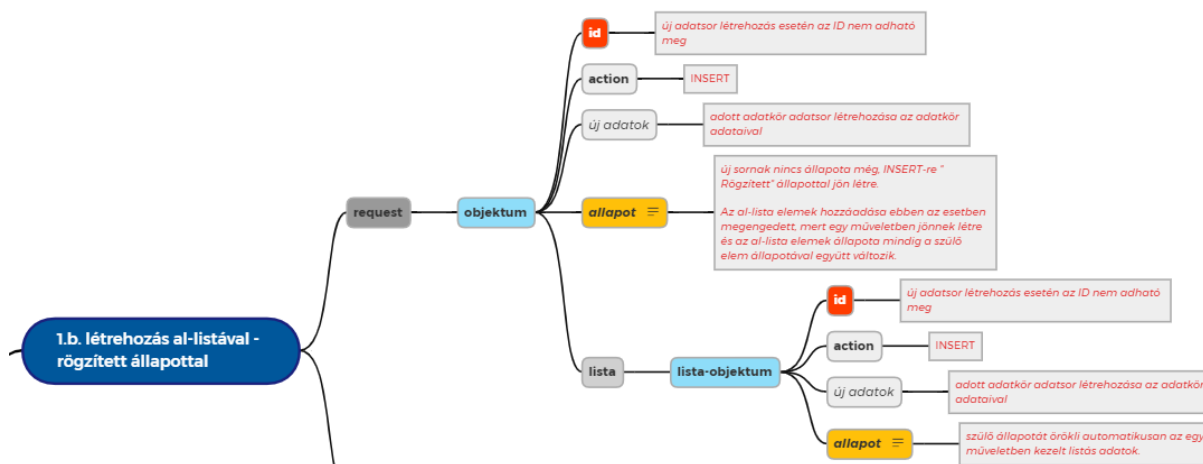 id
új adatsor létrehozás esetén az ID nem adható
meg
action
INSERT
új adatok
adott adatkör adatsor létrehozása az adatkör
adataival
allapot
új sornak nincs állapota még, INSERT-re "
Rögzített" állapottal jön létre.
Az al-lista elemek hozzáadása ebben az esetben
megengedett, mert egy műveletben jönnek létre
és az al-lista elemek állapota mindig a szülő
elem állapotával együtt változik.
request
objektum
1.b. létrehozás al-listával -
rögzített állapottal
lista
lista-objektum
id
új adatsor létrehozás esetén az ID nem adható
meg
action
INSERT
új adatok
adott adatkör adatsor létrehozása az adatkör
adataival
allapot
szülő állapotát örökli automatikusan az egy
műveletben kezelt listás adatok.